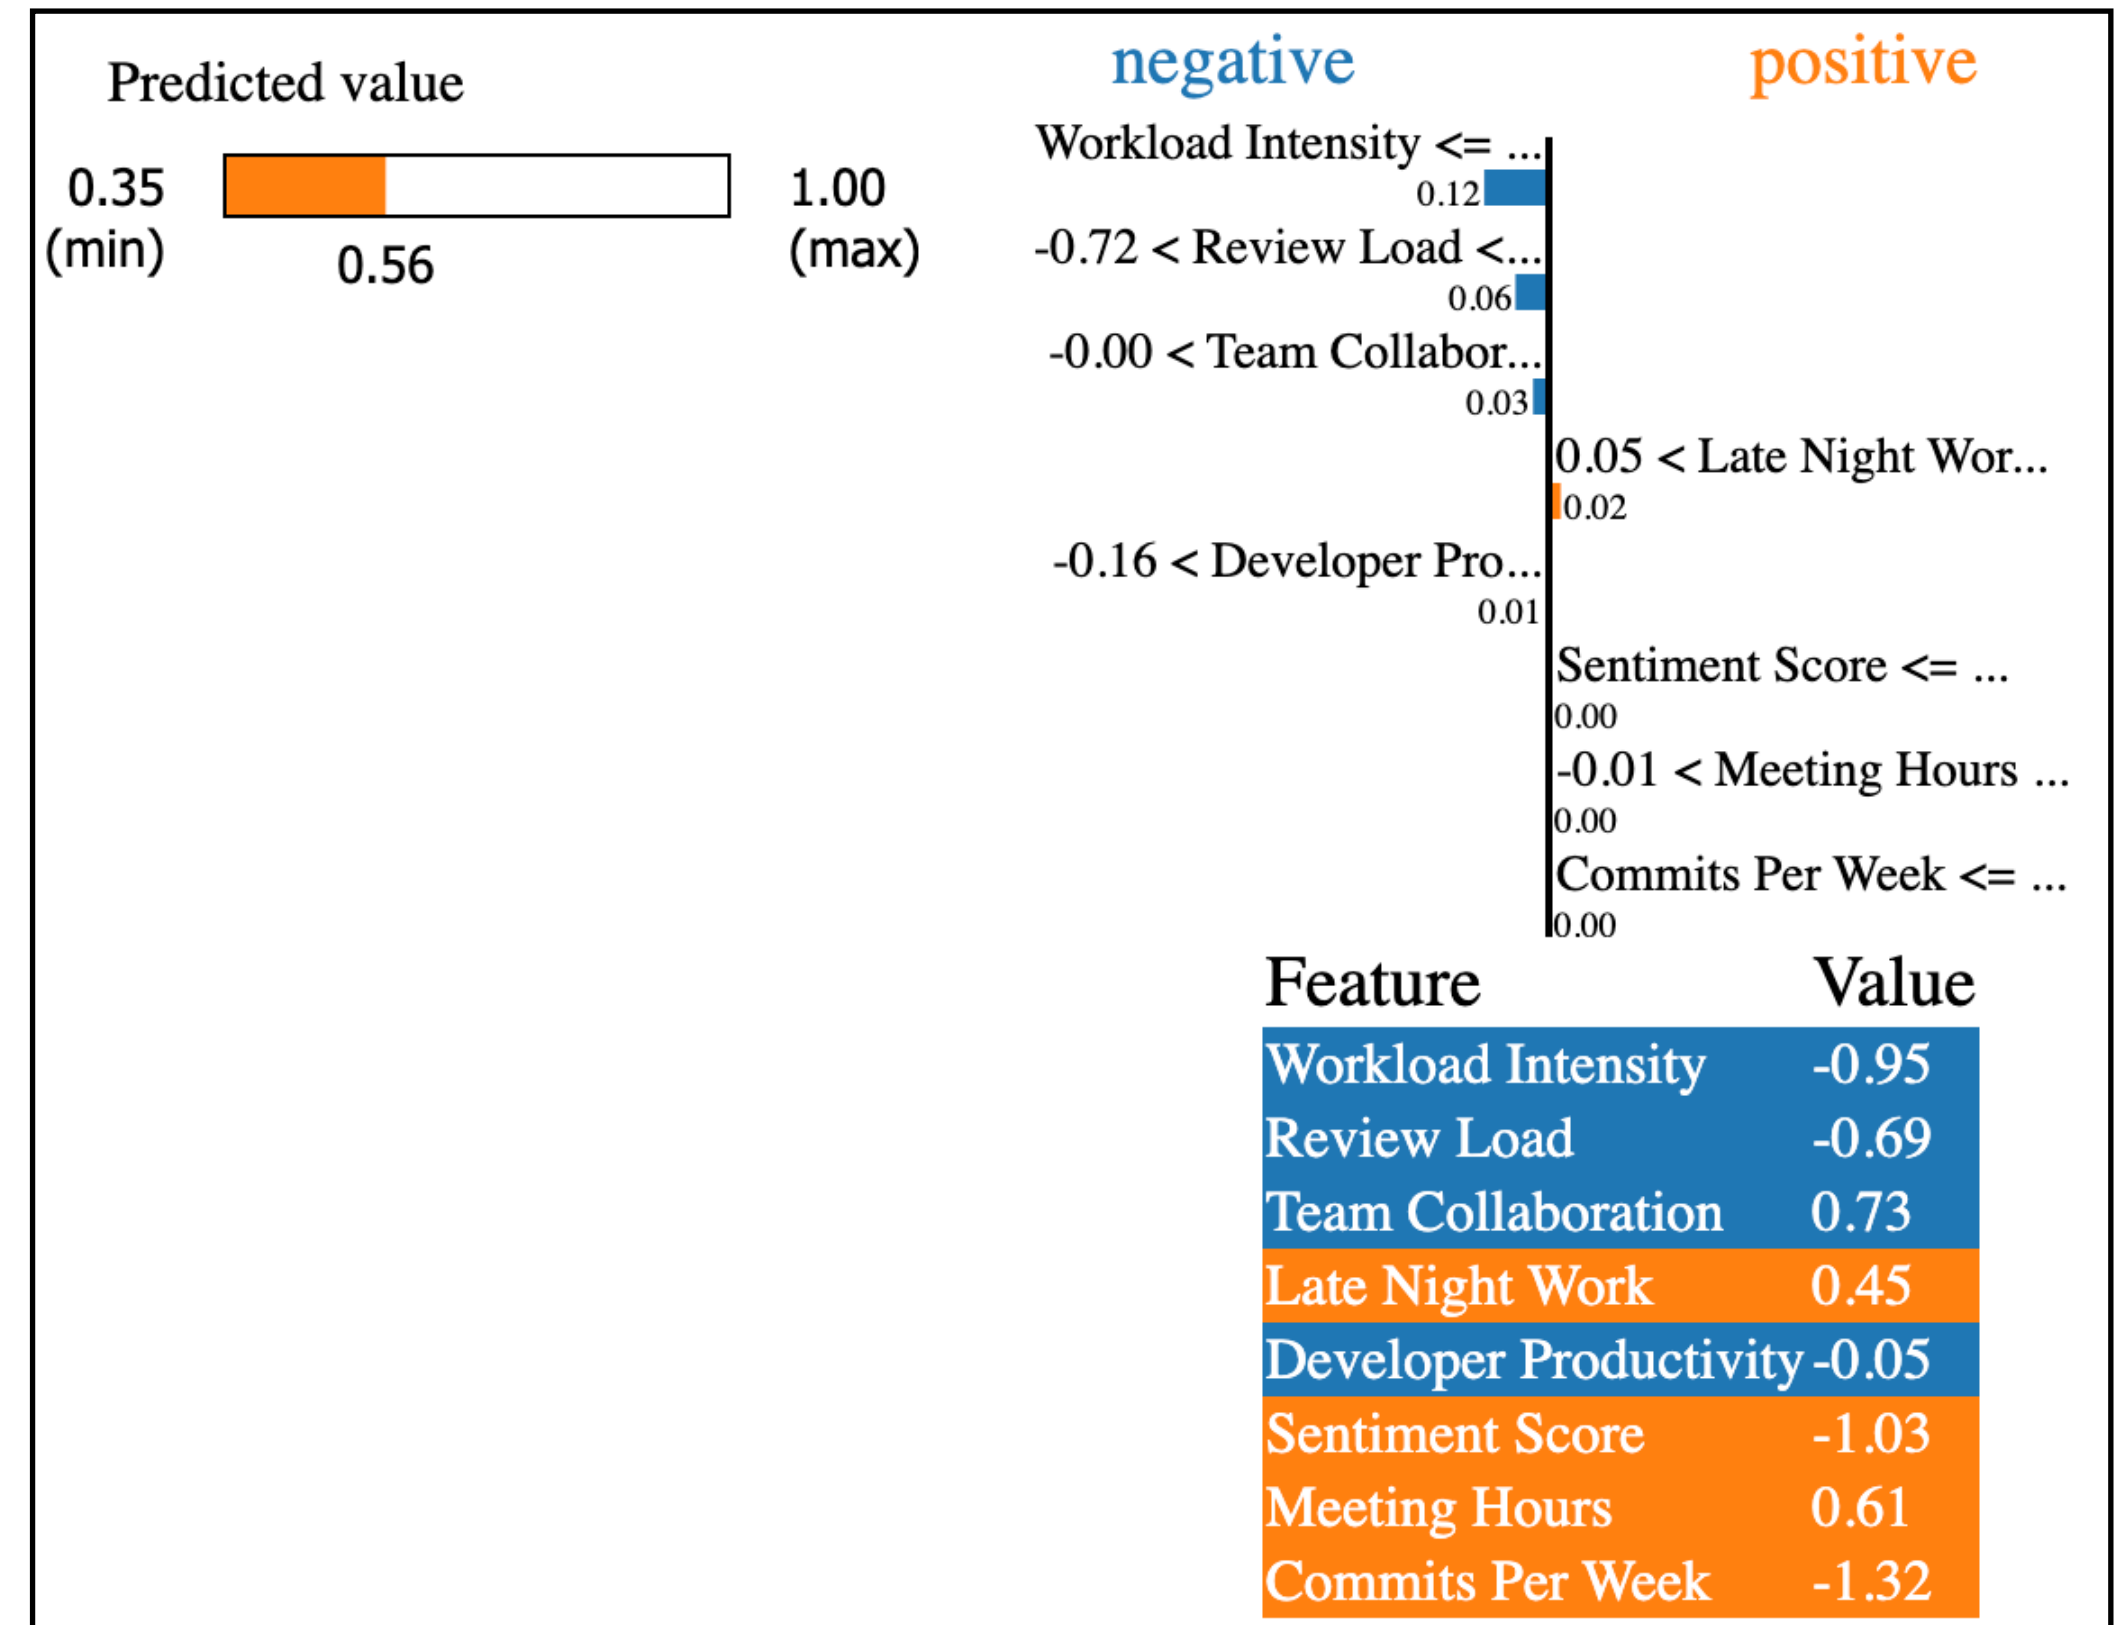 Predicted value
0.35
(min)
0.56
1.00
(max)
negative
positive
Workload Intensity <= ...
0.12
-0.72 < Review Load <...
0.06
-0.00 < Team Collabor...
0.03
0.05 < Late Night Wor...
0.02
-0.16 < Developer Pro...
0.01
Sentiment Score <= ...
0.00
-0.01 < Meeting Hours ...
0.00
Commits Per Week <= ...
0.00
Feature Value
Workload Intensity -0.95
Review Load -0.69
Team Collaboration 0.73
Late Night Work 0.45
Developer Productivity -0.05
Sentiment Score -1.03
Meeting Hours 0.61
Commits Per Week -1.32